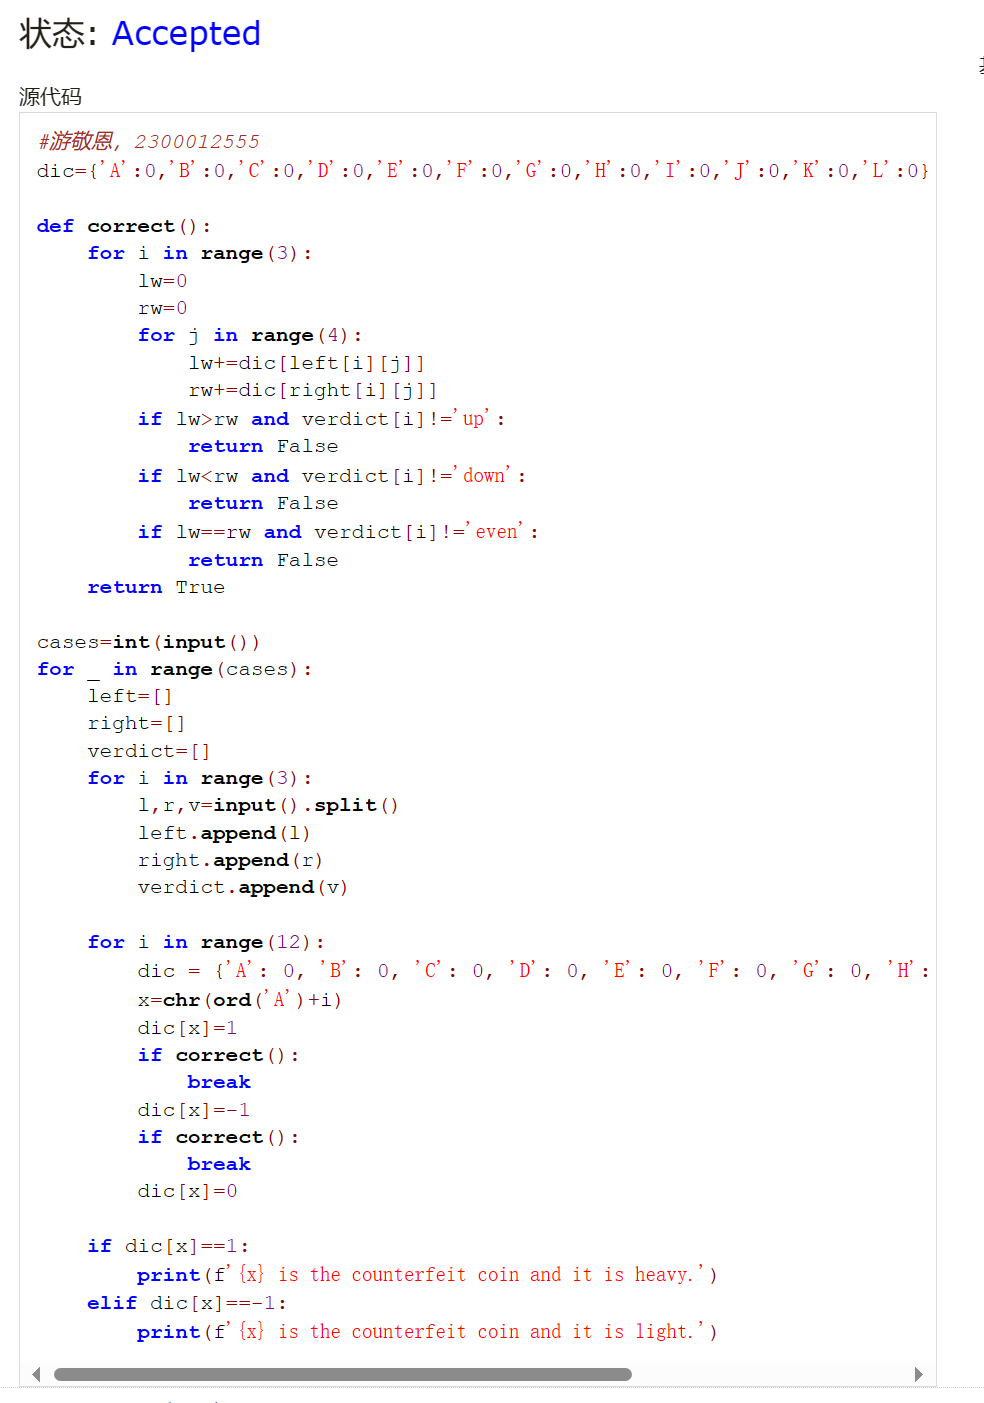 状态: Accepted
源代码
#游敬恩, 2300012555
dic={'A':0,'B':0,'C':0,'D':0,'E':0,'F':0,'G':0,'H':0,'I':0,'J':0,'K':0,'L':0}
def correct():
    for i in range(3):
        lw=0
        rw=0
        for j in range(4):
            lw+=dic[left[i][j]]
            rw+=dic[right[i][j]]
        if lw>rw and verdict[i]!='up':
            return False
        if lw<rw and verdict[i]!='down':
            return False
        if lw==rw and verdict[i]!='even':
            return False
    return True
cases=int(input())
for _ in range(cases):
    left=[]
    right=[]
    verdict=[]
    for i in range(3):
        l,r,v=input().split()
        left.append(l)
        right.append(r)
        verdict.append(v)
    for i in range(12):
        dic = {'A': 0, 'B': 0, 'C': 0, 'D': 0, 'E': 0, 'F': 0, 'G': 0, 'H':
        x=chr(ord('A')+i)
        dic[x]=1
        if correct():
            break
        dic[x]=-1
        if correct():
            break
        dic[x]=0
    if dic[x]==1:
        print(f'{x} is the counterfeit coin and it is heavy.')
    elif dic[x]==-1:
        print(f'{x} is the counterfeit coin and it is light.')